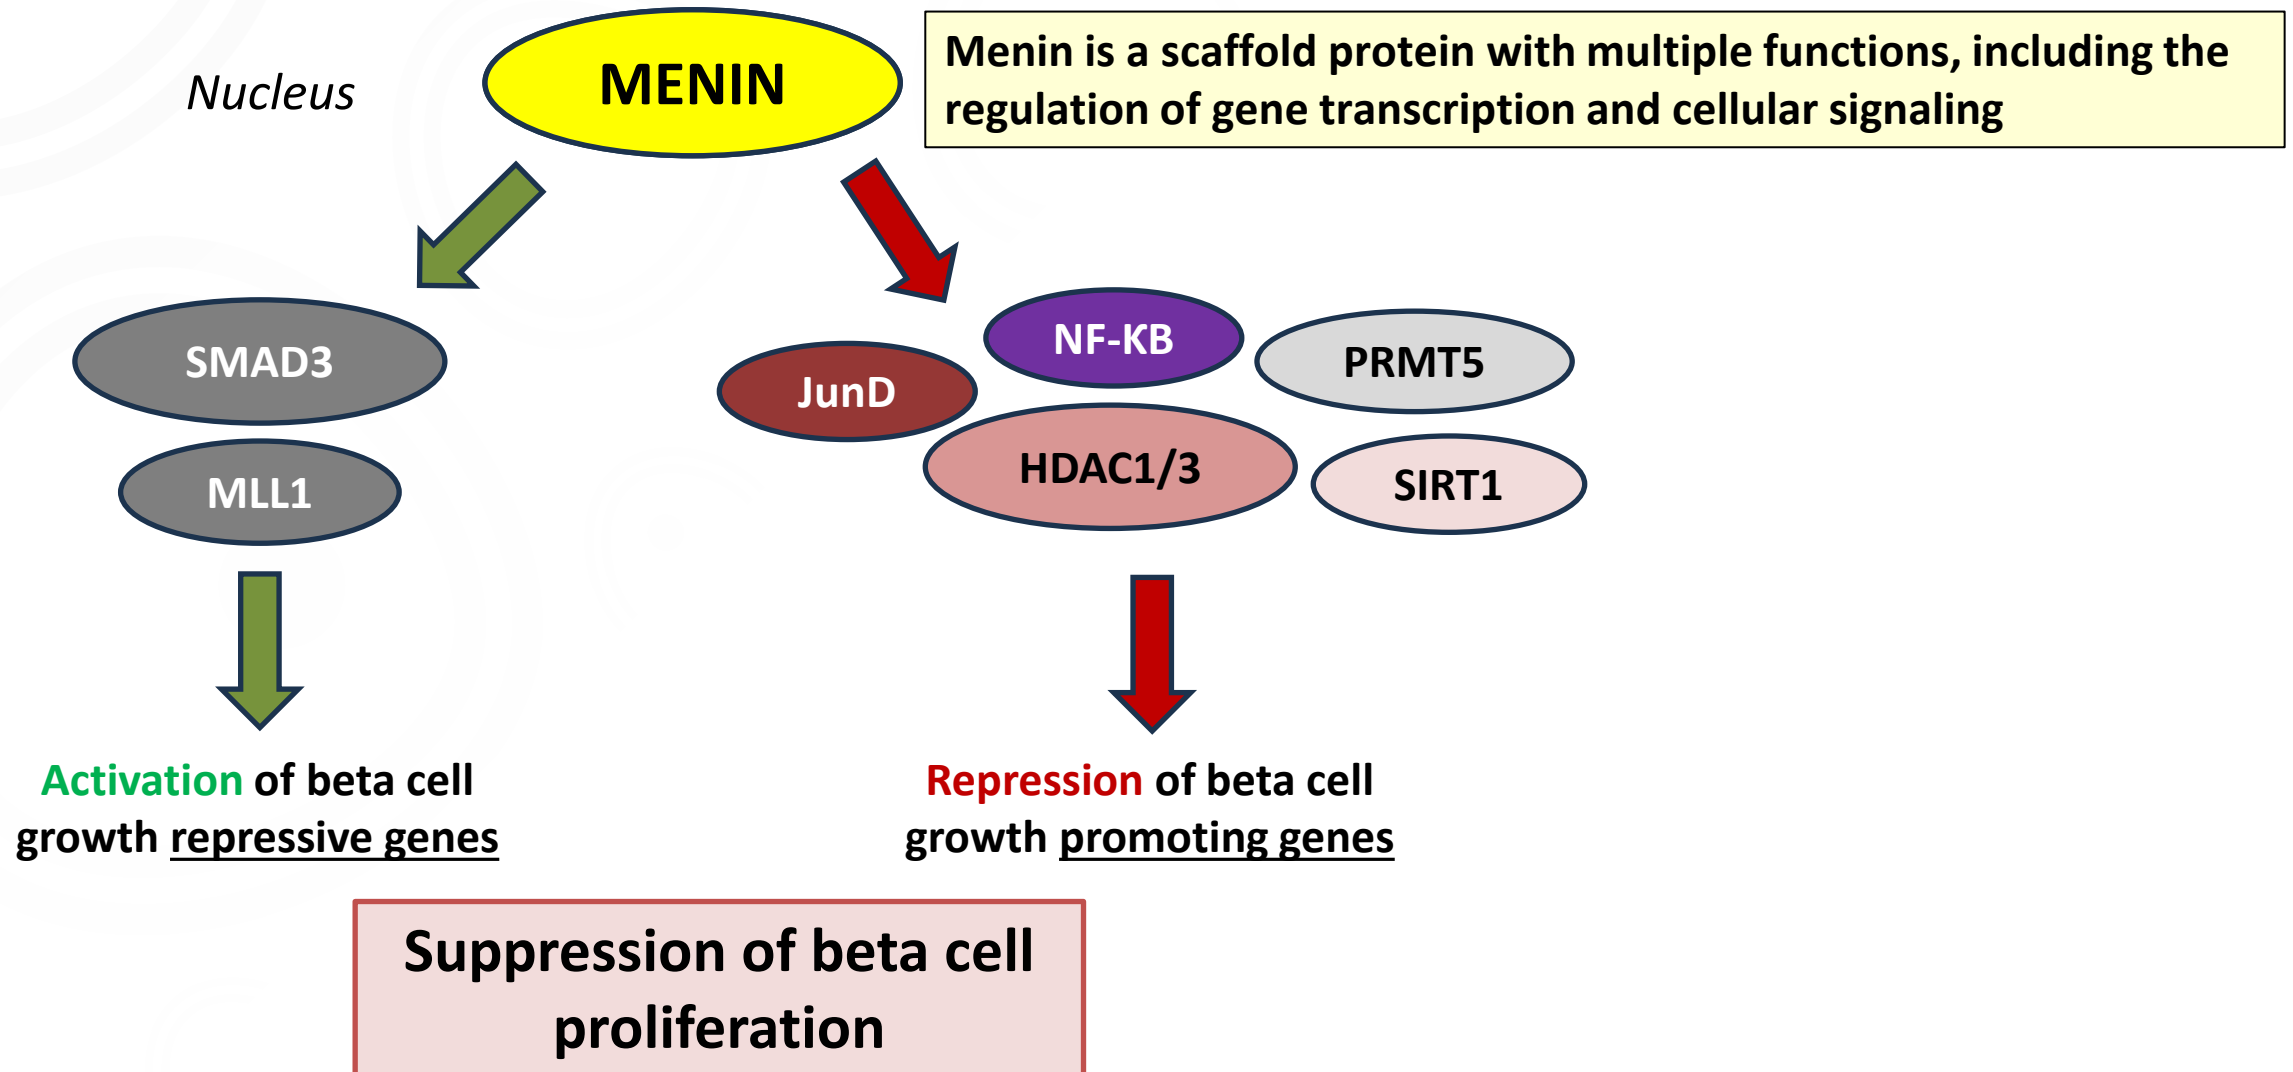 Nucleus
MENIN
Menin is a scaffold protein with multiple functions, including the
regulation of gene transcription and cellular signaling
SMAD3
MLL1
JunD
NF-KB
PRMT5
HDAC1/3
SIRT1
Activation of beta cell
growth repressive genes
Repression of beta cell
growth promoting genes
Suppression of beta cell
proliferation